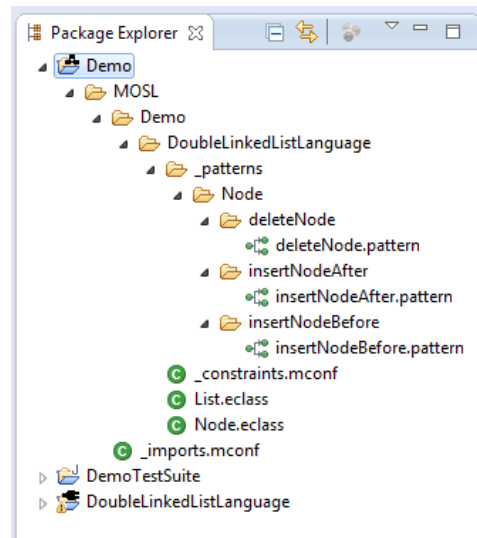 Package Explorer
Demo
MOSL
Demo
DoubleLinkedListLanguage
_patterns
Node
deleteNode
deleteNode.pattern
insertNodeAfter
insertNodeAfter.pattern
insertNodeBefore
insertNodeBefore.pattern
_constraints.mconf
List.eclass
Node.eclass
_imports.mconf
DemoTestSuite
DoubleLinkedListLanguage